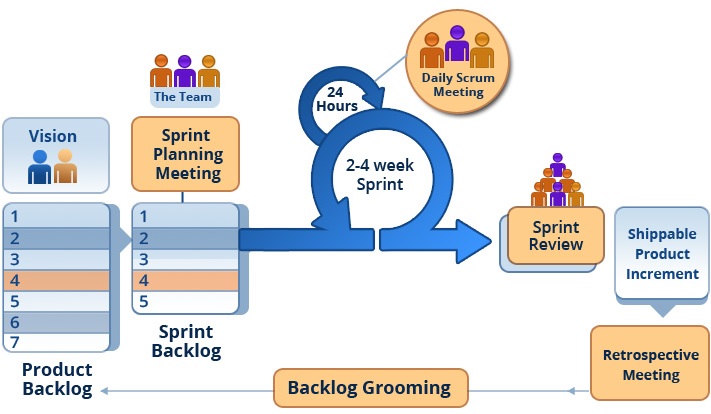 Vision
1
2
3
4
5
6
7
Product
Backlog
The Team
Sprint
Planning
Meeting
1
2
3
4
5
Sprint
Backlog
24
Hours
Daily Scrum
Meeting
2-4 week
Sprint
Sprint
Review
Shippable
Product
Increment
Retrospective
Meeting
Backlog Grooming